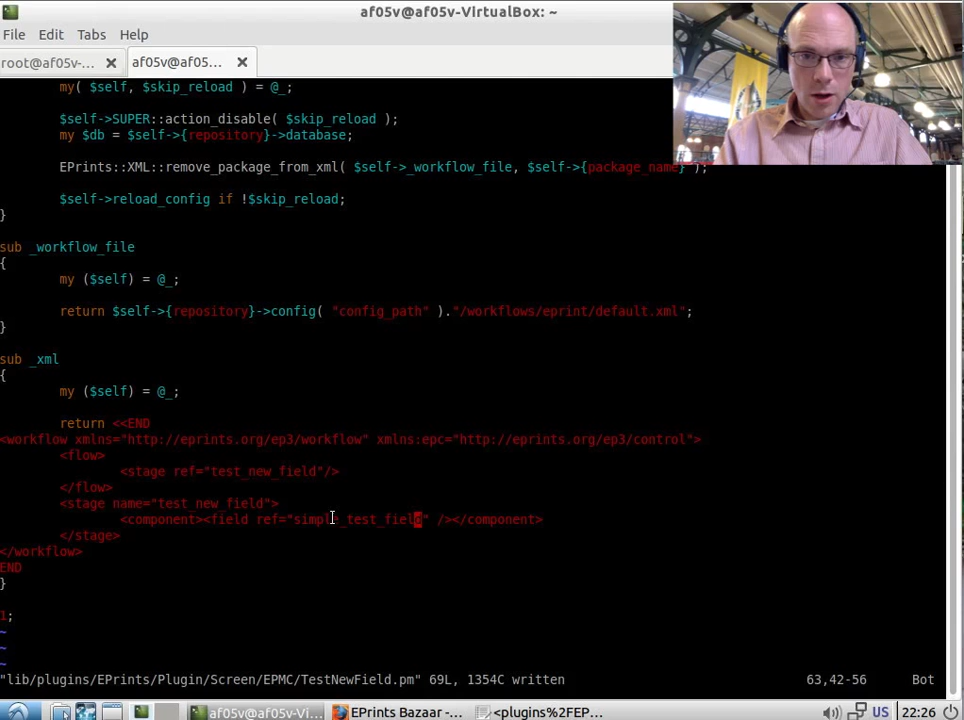 af05v@af05v-VirtualBox: ~
File Edit Tabs Help
root@af05v-... af05v@af05...
my( $self, $skip_reload ) = @_;
$self->SUPER::action_disable( $skip_reload );
my $db = $self->{repository}->database;
EPrints::XML::remove_package_from_xml( $self->_workflow_file, $self->{package_name} );
$self->reload_config if !$skip_reload;
}
sub _workflow_file
{
my ($self) = @_;
return $self->{repository}->config( "config_path" )."/workflows/eprint/default.xml";
}
sub _xml
{
my ($self) = @_;
return <<END
<workflow xmlns="http://eprints.org/ep3/workflow" xmlns:epc="http://eprints.org/ep3/control">
<flow>
<stage ref="test_new_field"/>
</flow>
<stage name="test_new_field">
<component><field ref="simple_test_field" /></component>
</stage>
</workflow>
END
}
1;
~
~
~
"lib/plugins/EPrints/Plugin/Screen/EPMC/TestNewField.pm" 69L, 1354C written 63,42-56 Bot
af05v@af05v-Vi... EPrints Bazaar -... <plugins%2FEP... US 22:26